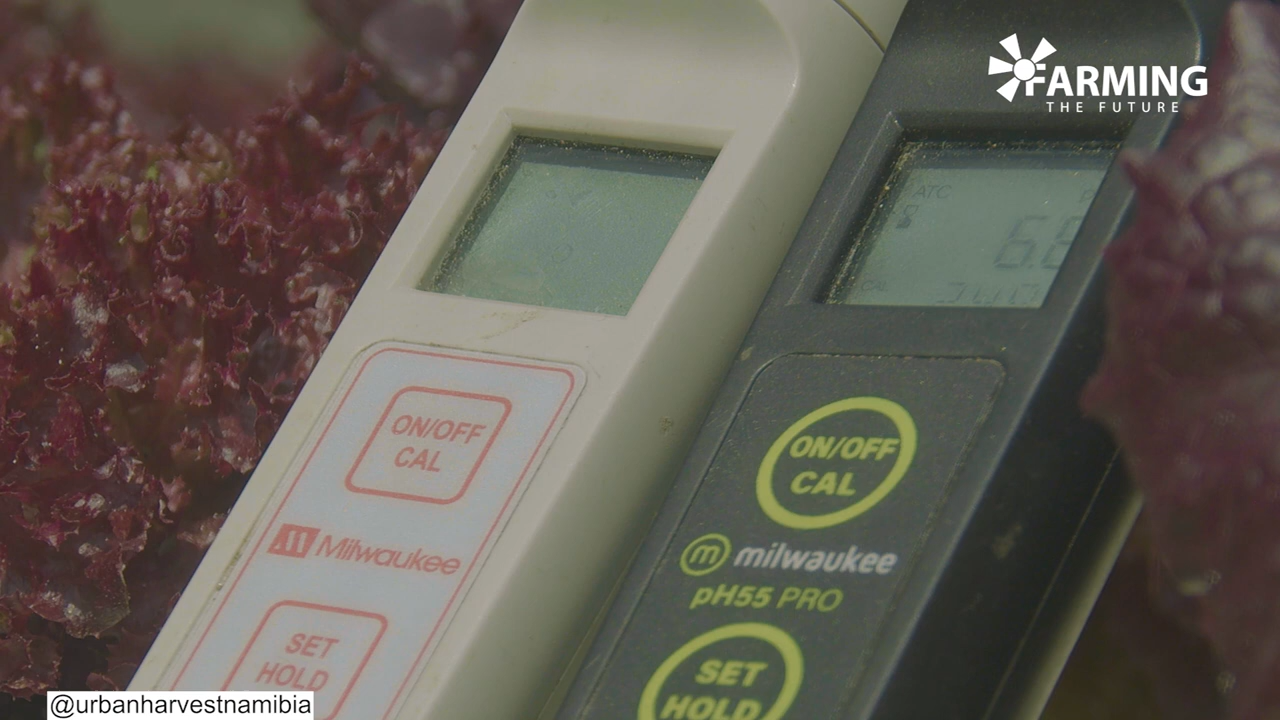 FARMING
THE FUTURE
ATC
ON/OFF
CAL
Milwaukee
SET
HOLD
ON/OFF
CAL
milwaukee
pH55 PRO
SET
HOLD
@urbanharvestnamibia